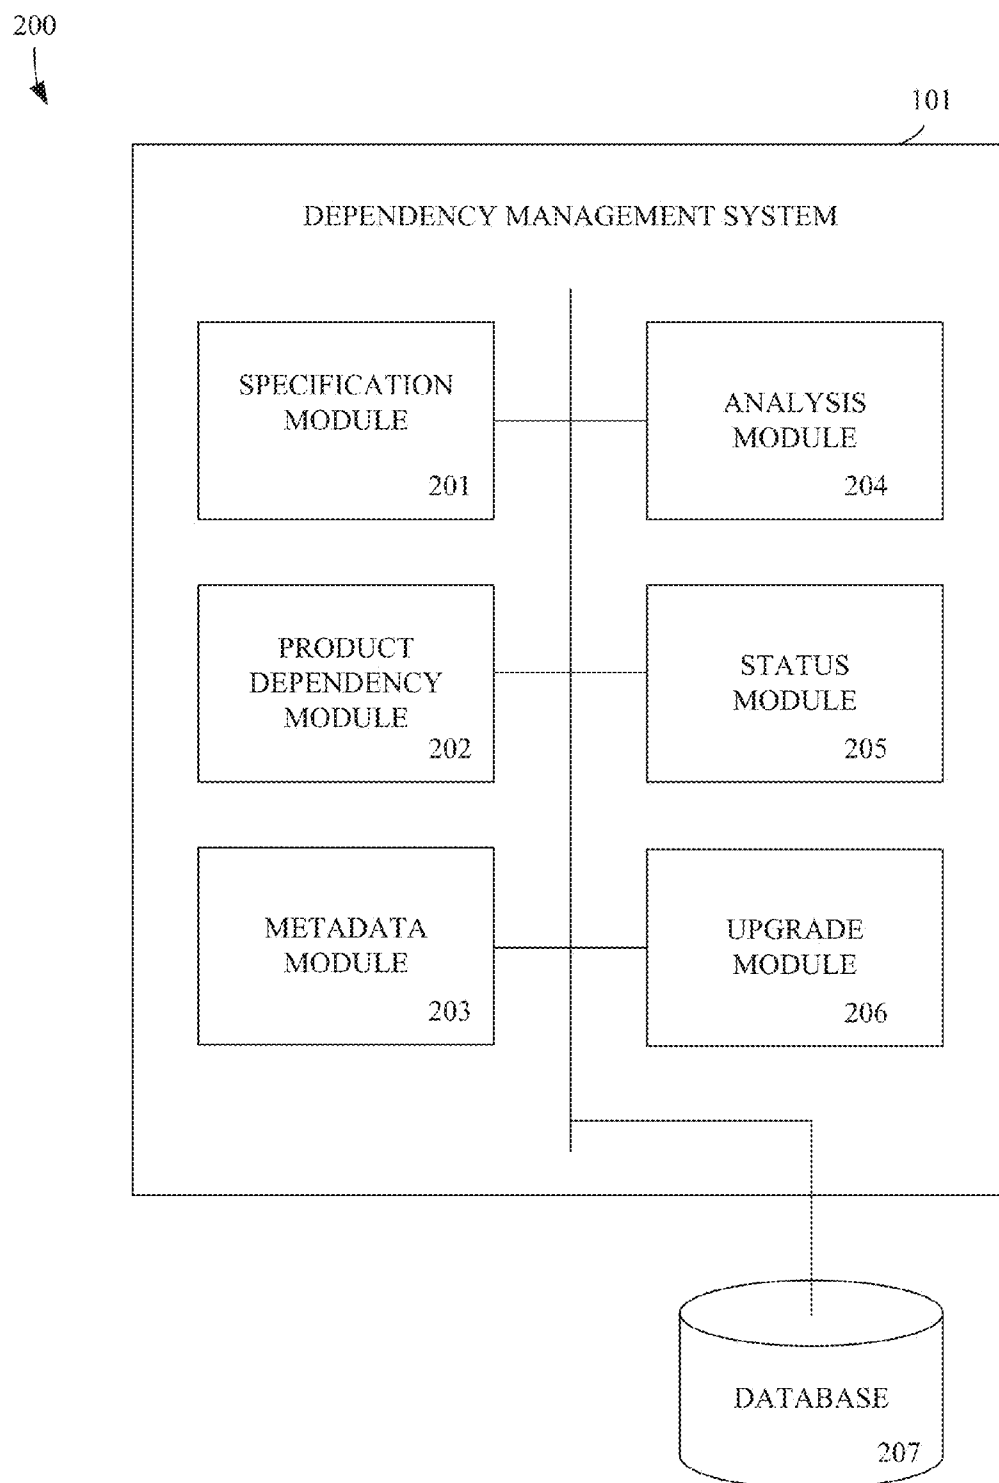 200
101
DEPENDENCY MANAGEMENT SYSTEM
SPECIFICATION
MODULE
201
ANALYSIS
MODULE
204
PRODUCT
DEPENDENCY
MODULE
202
STATUS
MODULE
205
METADATA
MODULE
203
UPGRADE
MODULE
206
DATABASE
207